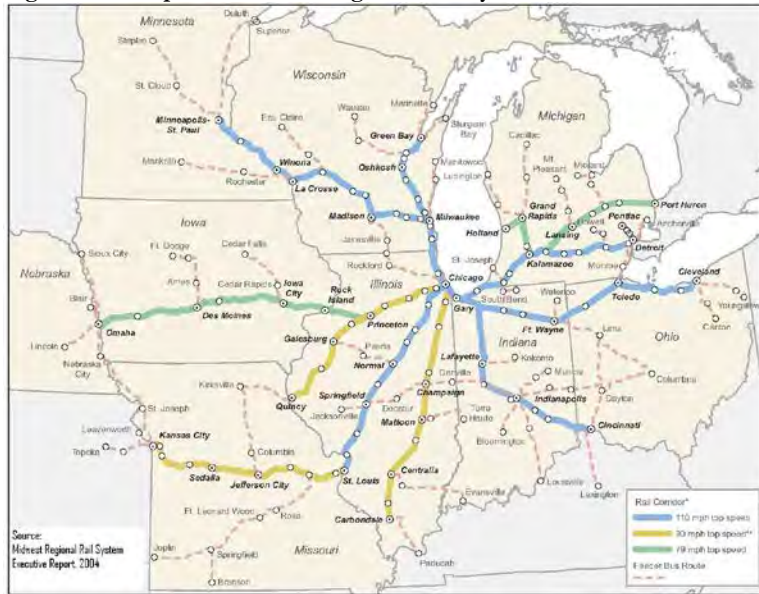 Minnesota
Duluth
Superior
Staples
St. Cloud
Minneapolis-
St. Paul
Mankato
Rochester
Winona
La Crosse
Wisconsin
Eau Claire
Wausau
Marinette
Green Bay
Sturgeon
Bay
Oshkosh
Manitowoc
Madison
Milwaukee
Janesville
Rockford
Michigan
Cadillac
Ludington
Mt.
Pleasant
Midland
Grand
Rapids
Holland
Lansing
Port Huron
Pontiac
Detroit
Kalamazoo
St. Joseph
South Bend
Monroe
Iowa
Sioux City
Ft. Dodge
Cedar Falls
Ames
Cedar Rapids
Iowa
City
Rock
Island
Des Moines
Nebraska
Blair
Omaha
Lincoln
Nebraska
City
Illinois
Chicago
Gary
Princeton
Galesburg
Peoria
Normal
Quincy
Springfield
Jacksonville
Decatur
Danville
Champaign
Mattoon
Centralia
Carbondale
Indiana
Ft. Wayne
Waterloo
Lafayette
Kokomo
Muncie
Indianapolis
Terre
Haute
Bloomington
Evansville
Louisville
Lexington
Paducah
Ohio
Toledo
Cleveland
Youngstown
Canton
Lima
Columbus
Dayton
Cincinnati
Kirksville
St. Joseph
Leavenworth
Topeka
Kansas City
Columbia
Sedalia
Jefferson City
St. Louis
Ft. Leonard Wood
Rolla
Joplin
Springfield
Branson
Missouri
Source:
Midwest Regional Rail System
Executive Report, 2004
Rail Corridor*
110 mph top speed
90 mph top speed**
79 mph top speed
Feeder Bus Route